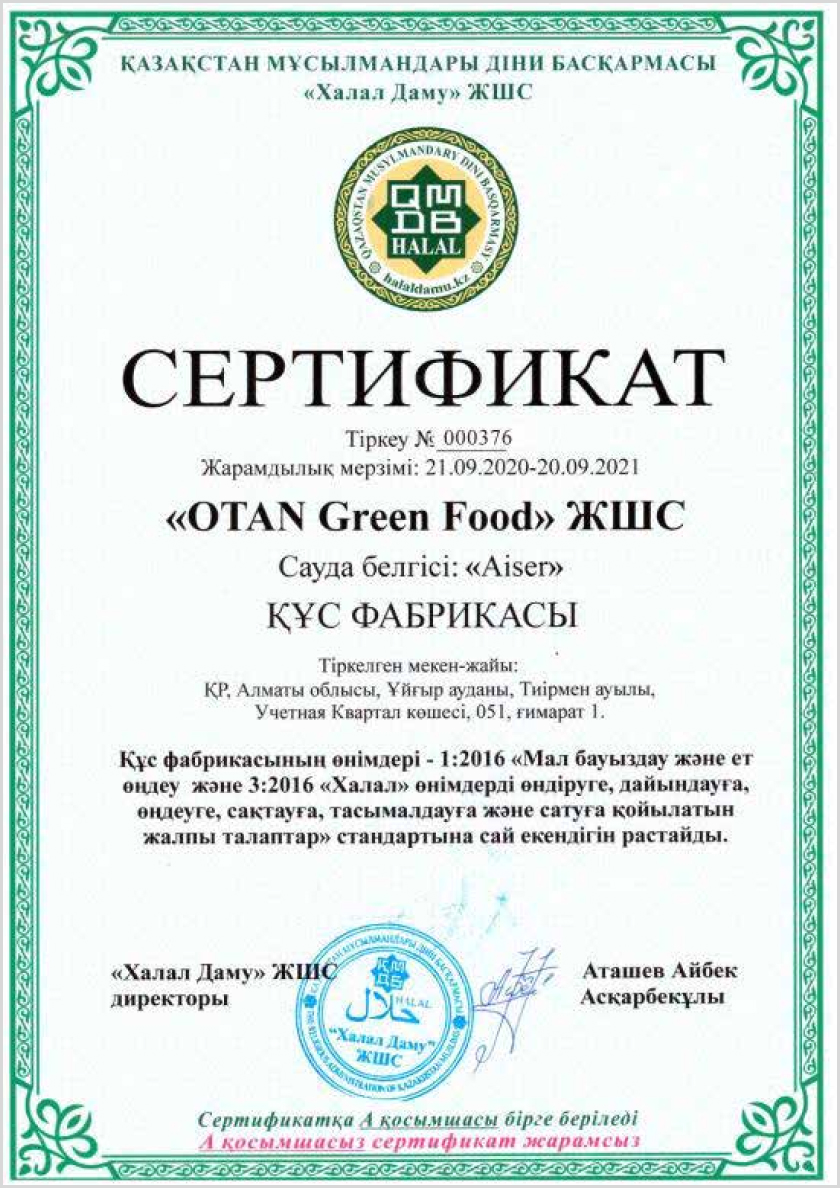 ҚАЗАҚСТАН МҰСЫЛМАНДАРЫ ДІНИ БАСҚАРМАСЫ
«Халал Даму» ЖШС
QAZAQSTAN MUSYLMANDARY DINI BASQARMASY
QM
DB
HALAL
halaldamu.kz
СЕРТИФИКАТ
Тіркеу № 000376
Жарамдылық мерзімі: 21.09.2020-20.09.2021
«OTAN Green Food» ЖШС
Сауда белгісі: «Aiser»
ҚҰС ФАБРИКАСЫ
Тіркелген мекен-жайы:
ҚР, Алматы облысы, Ұйғыр ауданы, Тиірмен ауылы,
Учетная Квартал көшесі, 051, ғимарат 1.
Құс фабрикасының өнімдері - 1:2016 «Мал бауыздау және ет
өңдеу және 3:2016 «Халал» өнімдерді өндіруге, дайындауға,
өңдеуге, сақтауға, тасымалдауға және сатуға қойылатын
жалпы талаптар» стандартына сай екендігін растайды.
«Халал Даму» ЖШС
директоры
ҚАЗАҚСТАН МҰСЫЛМАНДАРЫ ДІНИ БАСҚАРМАСЫ
ҚМ
ДБ
حلال
HALAL
"Халал Даму"
ЖШС
THE RELIGIOUS ADMINISTRATION OF KAZAKHSTAN MUSLIMS
Аташев Айбек
Асқарбекұлы
Сертификатқа А қосымшасы бірге беріледі
А қосымшасыз сертификат жарамсыз